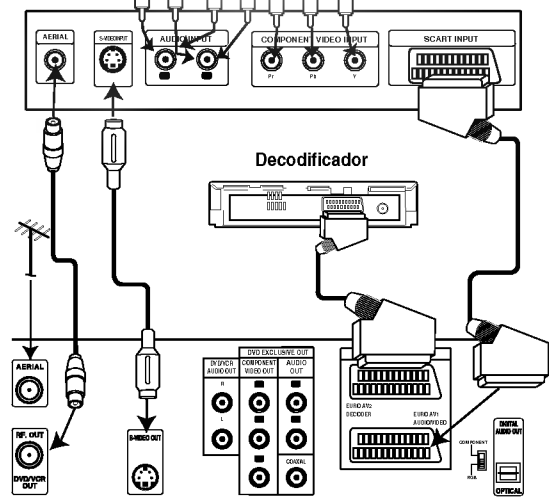 AERIAL
S-VIDEO INPUT
AUDIO INPUT
COMPONENT VIDEO INPUT
SCART INPUT
Pr
Pb
Y
Decodificador
AERIAL
RF. OUT
DVD/VCR
OUT
S-VIDEO OUT
DVD EXCLUSIVE OUT
DVD/VCR
AUDIO OUT
COMPONENT
VIDEO OUT
AUDIO
OUT
R
L
COAXIAL
EURO AV2
DECODER
EURO AV1
AUDIO/VIDEO
COMPONENT
RGB
DIGITAL
AUDIO OUT
OPTICAL